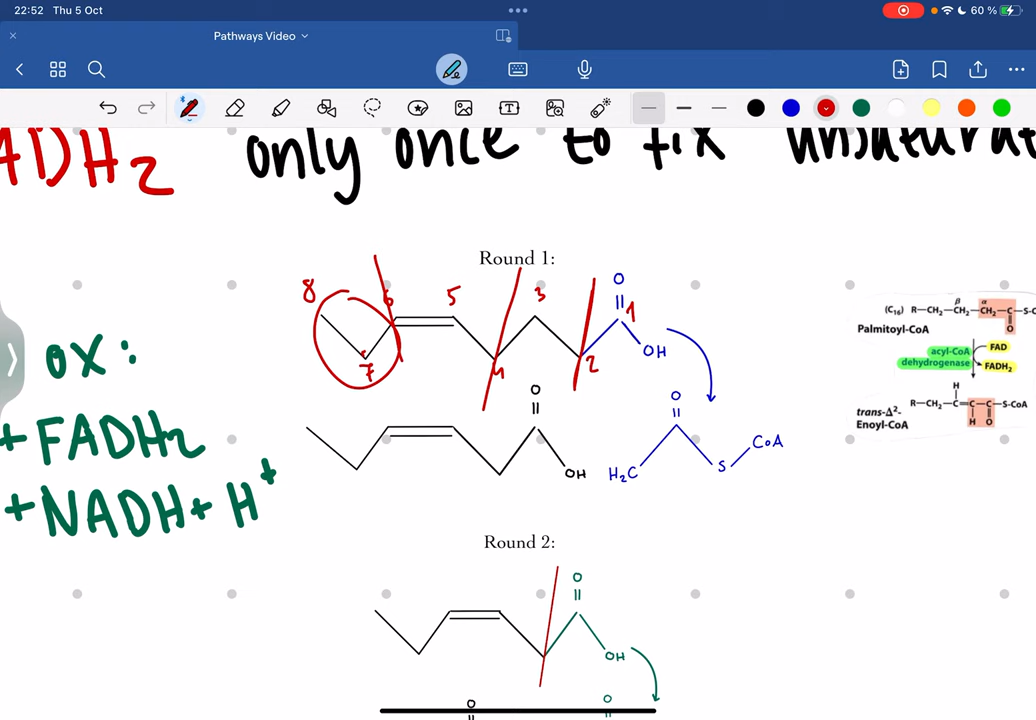 22:52 Thu 5 Oct
60 %
Pathways Video
ADH2 only once to fix unsaturat
Round 1:
8 6 5 3 O
1
7 4 2 OH
ox:
+ FADH2
+ NADH + H+
O
OH
O
H2C S CoA
(C16) R—CH2—CH2—CH2—C—S-C
β α
O
Palmitoyl-CoA
acyl-CoA dehydrogenase
FAD
FADH2
H
R—CH2—C=C—C—S-CoA
H O
trans-Δ2-
Enoyl-CoA
Round 2:
O
OH
O O